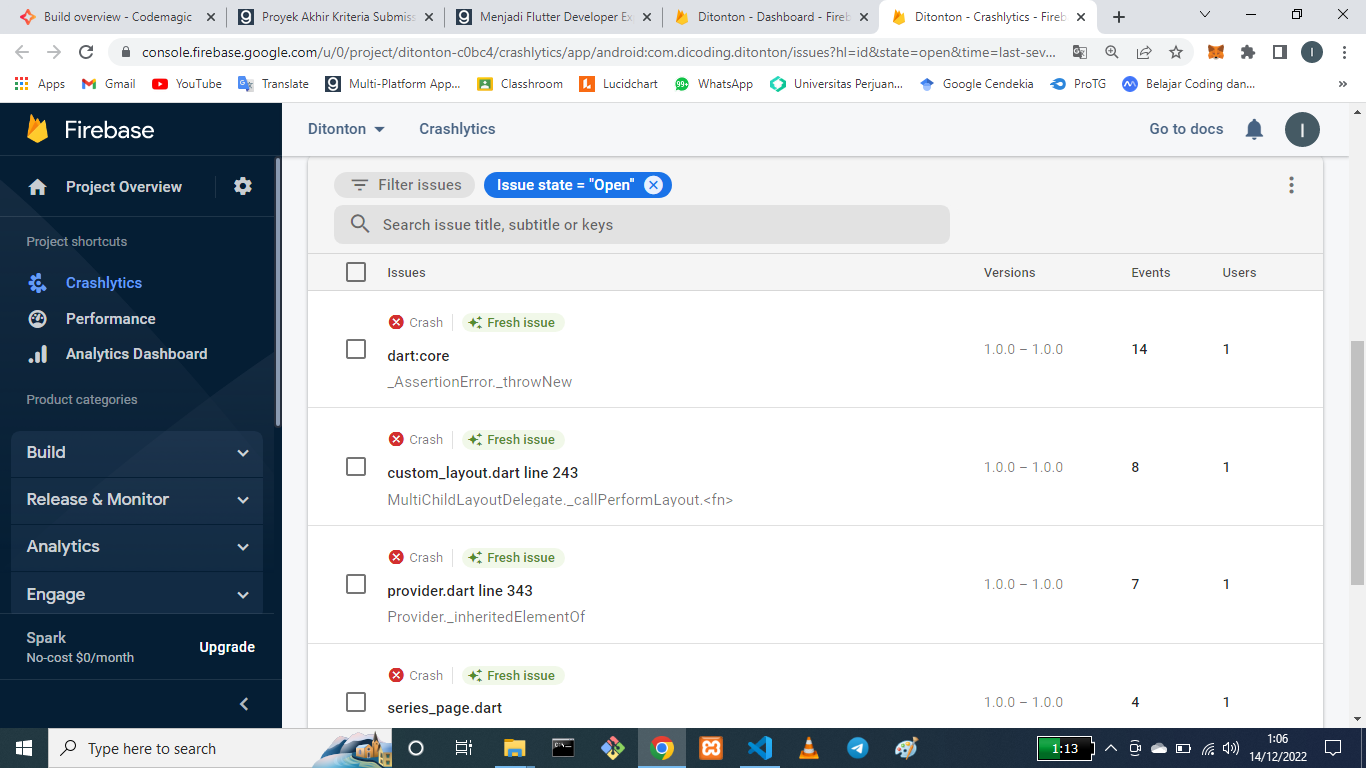 Build overview - Codemagic
Proyek Akhir Kriteria Submiss
Menjadi Flutter Developer Ex
Ditonton - Dashboard - Fireb
Ditonton - Crashlytics - Fireb
console.firebase.google.com/u/0/project/ditonton-c0bc4/crashlytics/app/android:com.dicoding.ditonton/issues?hl=id&state=open&time=last-sev...
I
Apps
Gmail
YouTube
Translate
Multi-Platform App...
Classhroom
Lucidchart
99+
WhatsApp
Universitas Perjuan...
Google Cendekia
ProTG
Belajar Coding dan...
»
Firebase
Ditonton
Crashlytics
Go to docs
I
Project Overview
Project shortcuts
Crashlytics
Performance
Analytics Dashboard
Product categories
Build
Release & Monitor
Analytics
Engage
Spark
No-cost $0/month
Upgrade
Filter issues
Issue state = "Open"
Search issue title, subtitle or keys
Issues Versions Events Users
Crash Fresh issue
dart:core 1.0.0 – 1.0.0 14 1
_AssertionError._throwNew
Crash Fresh issue
custom_layout.dart line 243 1.0.0 – 1.0.0 8 1
MultiChildLayoutDelegate._callPerformLayout.<fn>
Crash Fresh issue
provider.dart line 343 1.0.0 – 1.0.0 7 1
Provider._inheritedElementOf
Crash Fresh issue
series_page.dart 1.0.0 – 1.0.0 4 1
Type here to search
1:13
1:06
14/12/2022